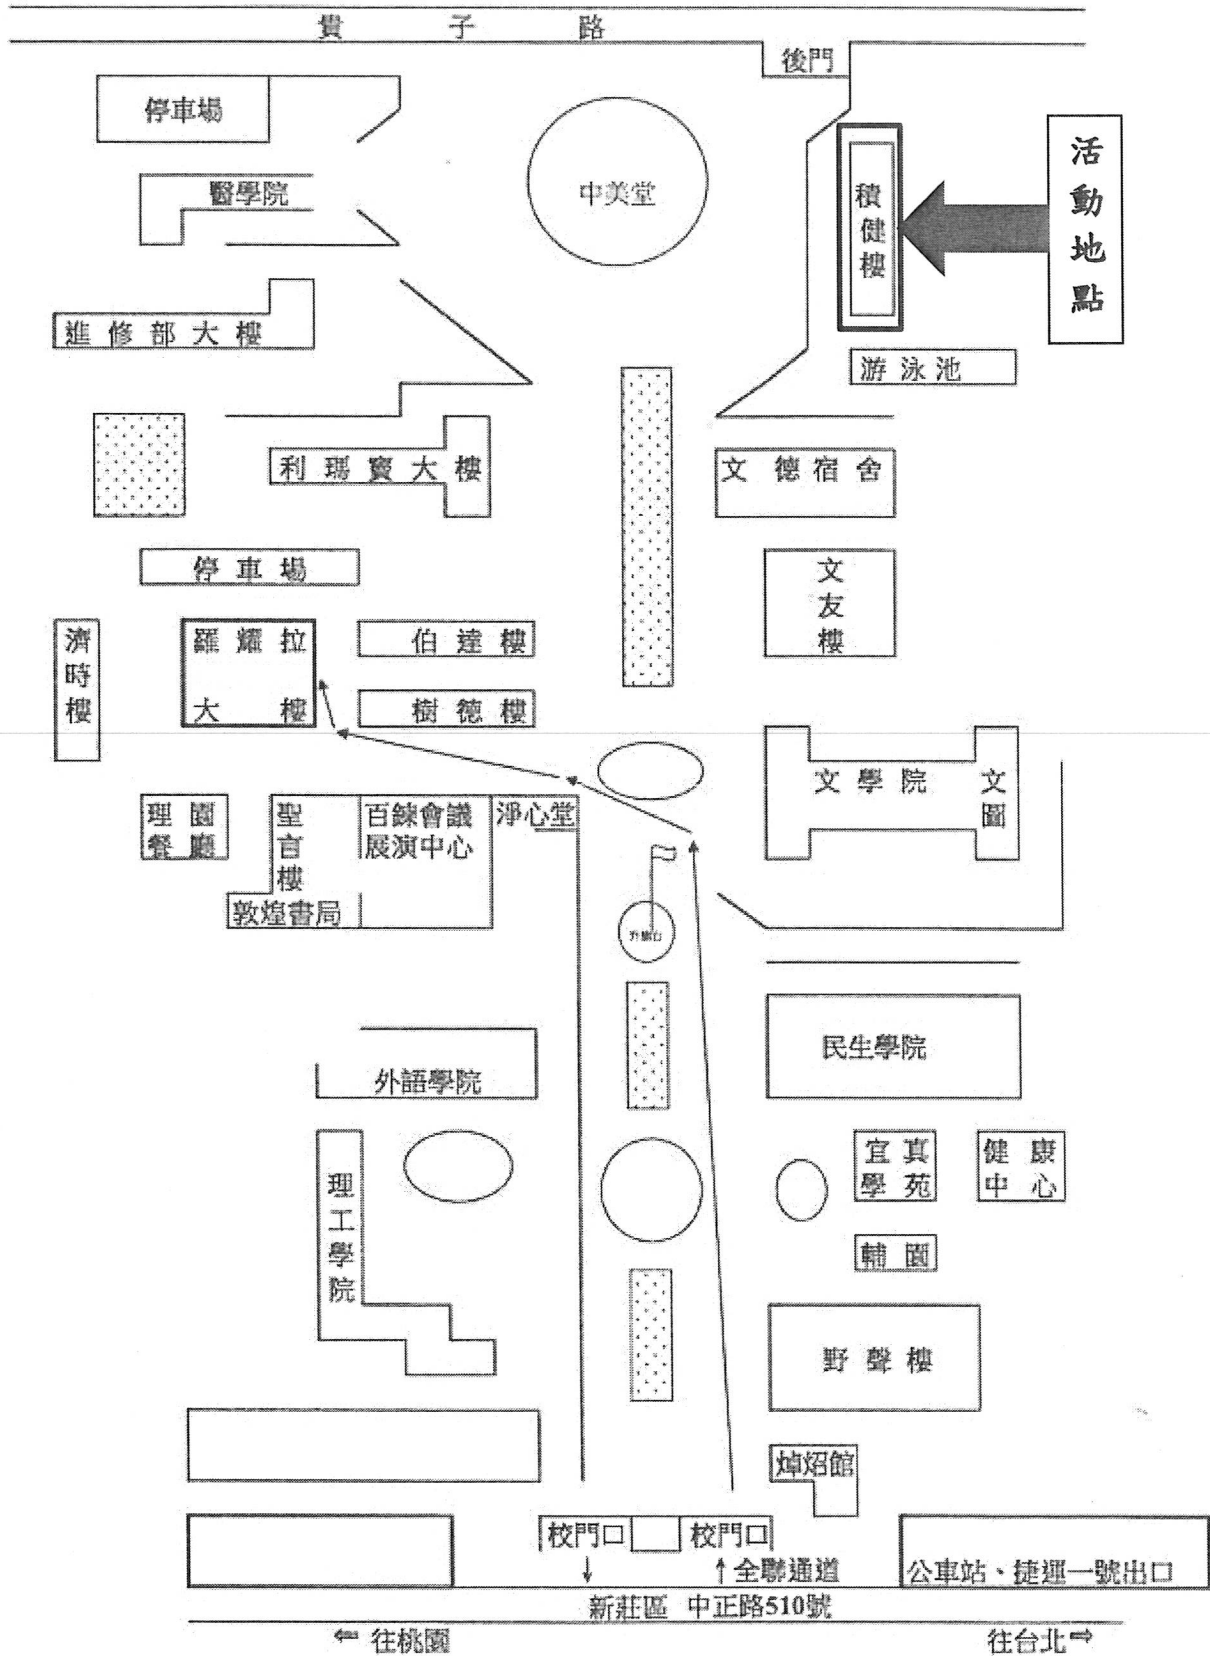 貴子路
後門
停車場
中美堂
活動地點
積健樓
醫學院
進修部大樓
游泳池
利瑪竇大樓
文德宿舍
停車場
文友樓
濟時樓
羅耀拉
大樓
伯達樓
樹德樓
文學院
文圖
理園
餐廳
聖言樓
百鍊會議
展演中心
淨心堂
敦煌書局
升旗台
民生學院
外語學院
宜真
學苑
健康
中心
理工學院
輔園
野聲樓
焯炤館
校門口
校門口
↓
↑全聯通道
公車站、捷運一號出口
新莊區 中正路510號
⇐ 往桃園
往台北⇒